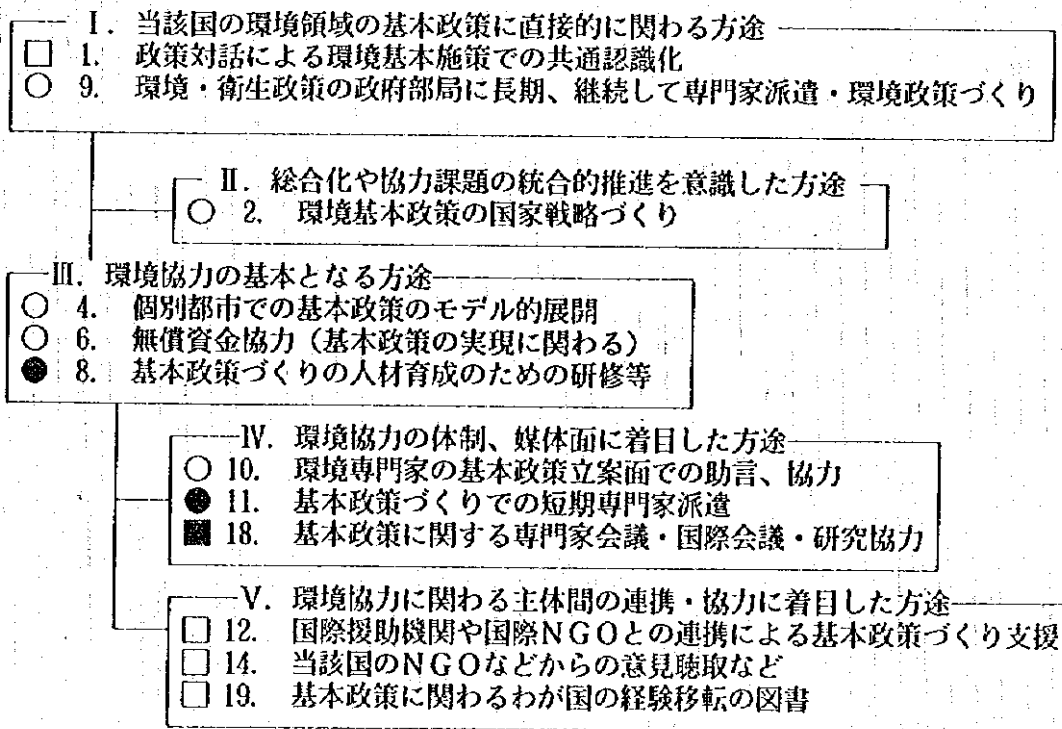 Ⅰ．当該国の環境領域の基本政策に直接的に関わる方途
□ 1. 政策対話による環境基本施策での共通認識化
○ 9. 環境・衛生政策の政府部局に長期、継続して専門家派遣・環境政策づくり
Ⅱ．総合化や協力課題の統合的推進を意識した方途
○ 2. 環境基本政策の国家戦略づくり
Ⅲ．環境協力の基本となる方途
○ 4. 個別都市での基本政策のモデル的展開
○ 6. 無償資金協力（基本政策の実現に関わる）
● 8. 基本政策づくりの人材育成のための研修等
Ⅳ．環境協力の体制、媒体面に着目した方途
○ 10. 環境専門家の基本政策立案面での助言、協力
● 11. 基本政策づくりでの短期専門家派遣
■ 18. 基本政策に関する専門家会議・国際会議・研究協力
Ⅴ．環境協力に関わる主体間の連携・協力に着目した方途
□ 12. 国際援助機関や国際ＮＧＯとの連携による基本政策づくり支援
□ 14. 当該国のＮＧＯなどからの意見聴取など
□ 19. 基本政策に関わるわが国の経験移転の図書